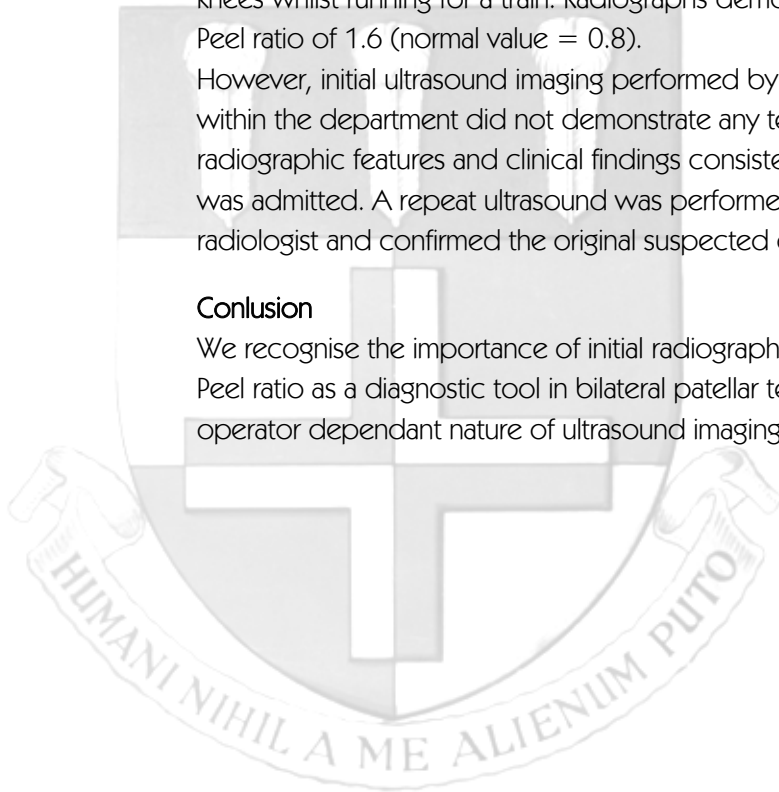 knees whilst running for a train. Radiographs demo
Peel ratio of 1.6 (normal value = 0.8).
However, initial ultrasound imaging performed by
within the department did not demonstrate any te
radiographic features and clinical findings consiste
was admitted. A repeat ultrasound was performe
radiologist and confirmed the original suspected
Conlusion
We recognise the importance of initial radiograph
Peel ratio as a diagnostic tool in bilateral patellar te
operator dependant nature of ultrasound imaging
HUMANI NIHIL A ME ALIENUM PUTO